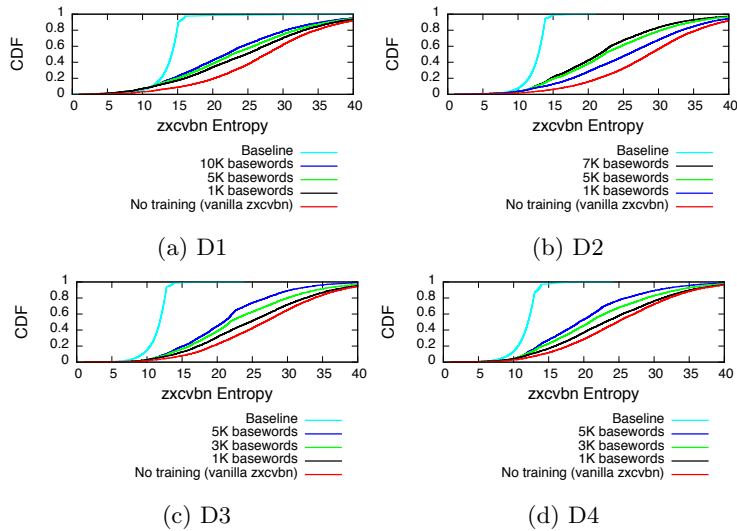 CDF
1
0.8
0.6
0.4
0.2
0
0 5 10 15 20 25 30 35 40
zxcvbn Entropy
Baseline
10K basewords
5K basewords
1K basewords
No training (vanilla zxcvbn)
(a) D1
CDF
1
0.8
0.6
0.4
0.2
0
0 5 10 15 20 25 30 35 40
zxcvbn Entropy
Baseline
7K basewords
5K basewords
1K basewords
No training (vanilla zxcvbn)
(b) D2
CDF
1
0.8
0.6
0.4
0.2
0
0 5 10 15 20 25 30 35 40
zxcvbn Entropy
Baseline
5K basewords
3K basewords
1K basewords
No training (vanilla zxcvbn)
(c) D3
CDF
1
0.8
0.6
0.4
0.2
0
0 5 10 15 20 25 30 35 40
zxcvbn Entropy
Baseline
5K basewords
3K basewords
1K basewords
No training (vanilla zxcvbn)
(d) D4